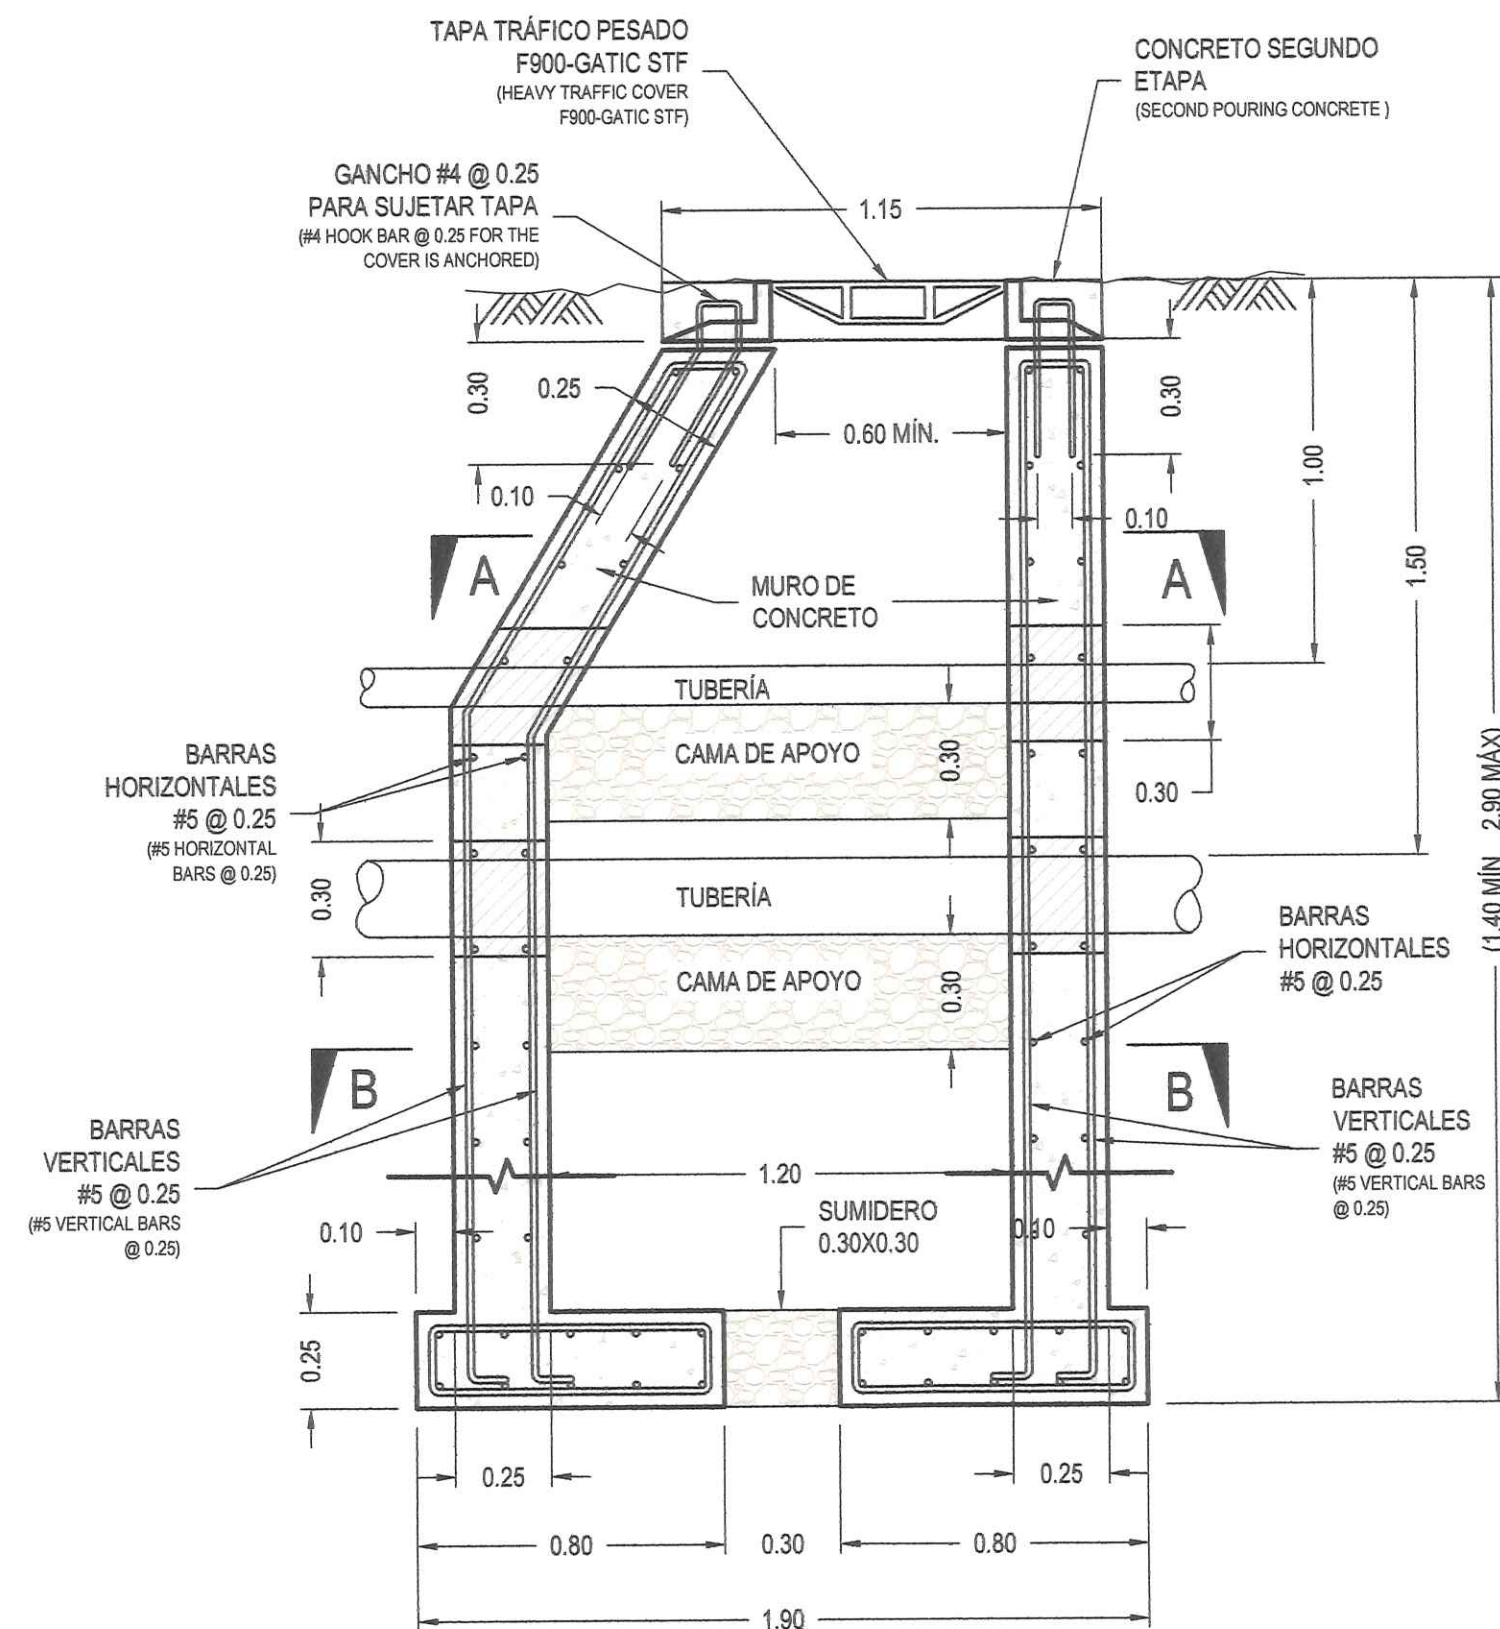 TAPA TRÁFICO PESADO
F900-GATIC STF
(HEAVY TRAFFIC COVER
F900-GATIC STF)
CONCRETO SEGUNDO
ETAPA
(SECOND POURING CONCRETE )
GANCHO #4 @ 0.25
PARA SUJETAR TAPA
(#4 HOOK BAR @ 0.25 FOR THE
COVER IS ANCHORED)
1.15
0.30
0.25
0.60 MÍN.
0.30
1.00
0.10
0.10
1.50
A
A
MURO DE
CONCRETO
TUBERÍA
BARRAS
HORIZONTALES
#5 @ 0.25
(#5 HORIZONTAL
BARS @ 0.25)
CAMA DE APOYO
0.30
0.30
(1.40 MÍN 2.90 MÁX)
0.30
TUBERÍA
BARRAS
HORIZONTALES
#5 @ 0.25
CAMA DE APOYO
0.30
B
B
BARRAS
VERTICALES
#5 @ 0.25
(#5 VERTICAL BARS
@ 0.25)
BARRAS
VERTICALES
#5 @ 0.25
(#5 VERTICAL BARS
@ 0.25)
1.20
0.10
SUMIDERO
0.30X0.30
0.10
0.25
0.25
0.25
0.80
0.30
0.80
1.90